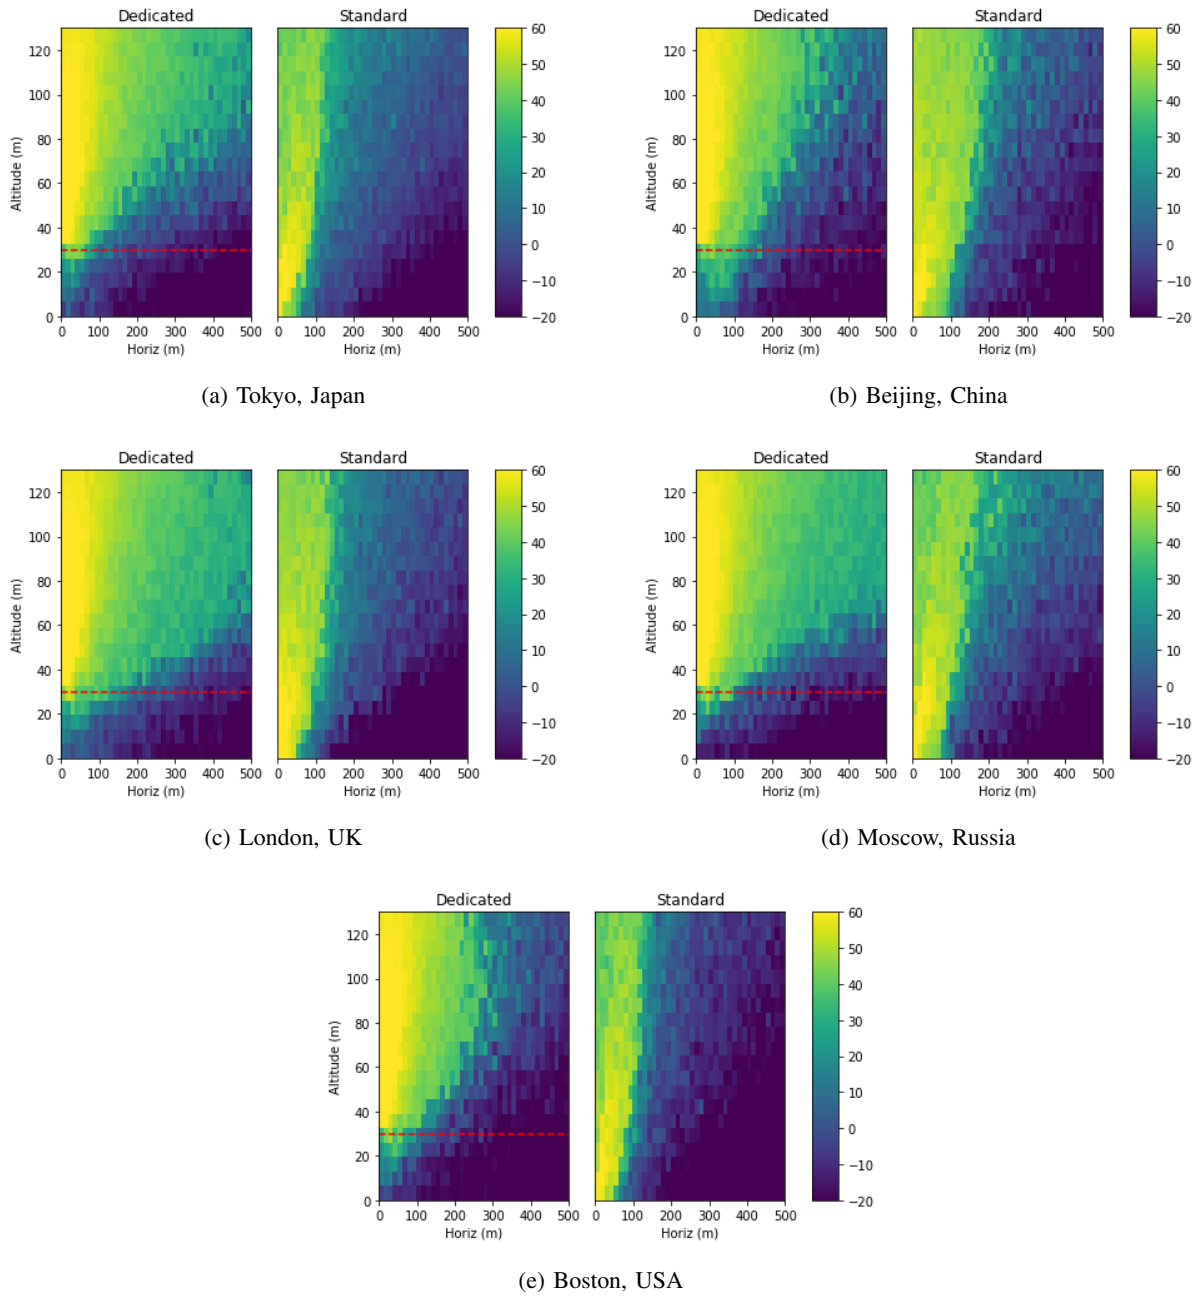 Dedicated Standard
120
100
80
60
40
20
0
Altitude (m)
0 100 200 300 400 500
Horiz (m)
0 100 200 300 400 500
Horiz (m)
60
50
40
30
20
10
0
−10
−20
(a) Tokyo, Japan
Dedicated Standard
120
100
80
60
40
20
0
Altitude (m)
0 100 200 300 400 500
Horiz (m)
0 100 200 300 400 500
Horiz (m)
60
50
40
30
20
10
0
−10
−20
(b) Beijing, China
Dedicated Standard
120
100
80
60
40
20
0
Altitude (m)
0 100 200 300 400 500
Horiz (m)
0 100 200 300 400 500
Horiz (m)
60
50
40
30
20
10
0
−10
−20
(c) London, UK
Dedicated Standard
120
100
80
60
40
20
0
Altitude (m)
0 100 200 300 400 500
Horiz (m)
0 100 200 300 400 500
Horiz (m)
60
50
40
30
20
10
0
−10
−20
(d) Moscow, Russia
Dedicated Standard
120
100
80
60
40
20
0
Altitude (m)
0 100 200 300 400 500
Horiz (m)
0 100 200 300 400 500
Horiz (m)
60
50
40
30
20
10
0
−10
−20
(e) Boston, USA